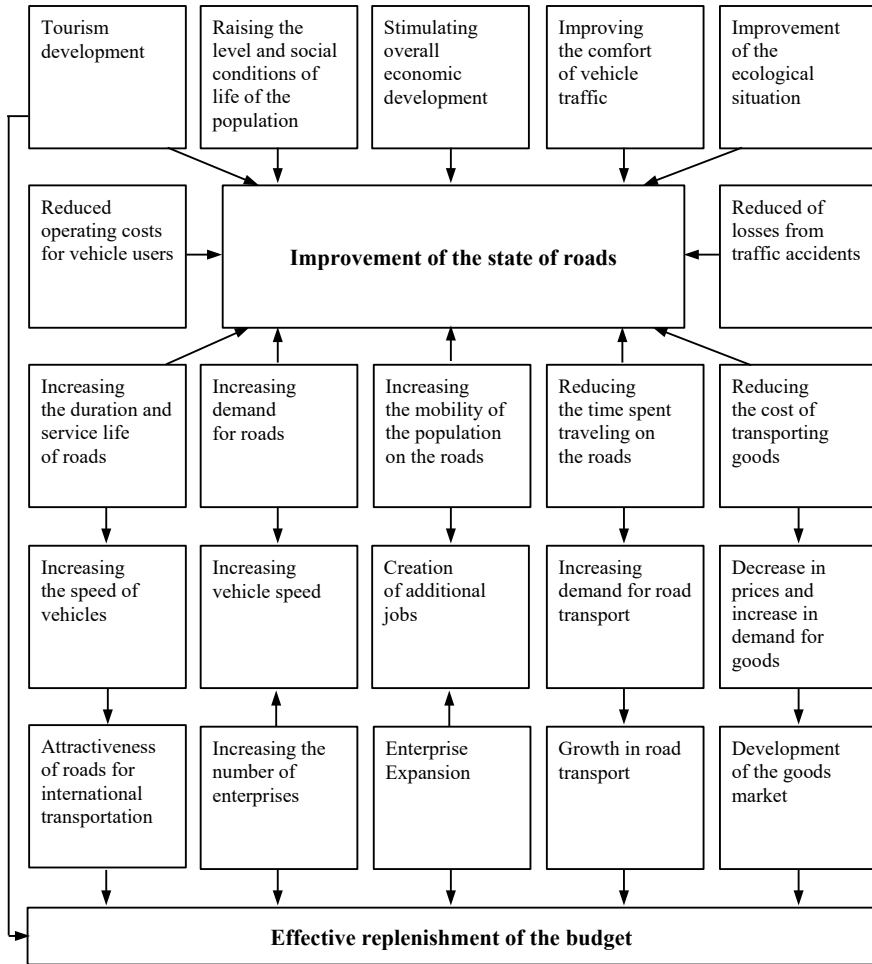 Tourism
development
Raising the
level and social
conditions of
life of the
population
Stimulating
overall
economic
development
Improving
the comfort
of vehicle
traffic
Improvement
of the
ecological
situation
Reduced
operating costs
for vehicle users
Improvement of the state of roads
Reduced of
losses from
traffic accidents
Increasing
the duration and
service life
of roads
Increasing
demand
for roads
Increasing
the mobility of
the population
on the roads
Reducing
the time spent
traveling on
the roads
Reducing
the cost of
transporting
goods
Increasing
the speed of
vehicles
Increasing
vehicle speed
Creation
of additional
jobs
Increasing
demand for road
transport
Decrease in
prices and
increase in
demand for
goods
Attractiveness
of roads for
international
transportation
Increasing the
number of
enterprises
Enterprise
Expansion
Growth in road
transport
Development
of the goods
market
Effective replenishment of the budget